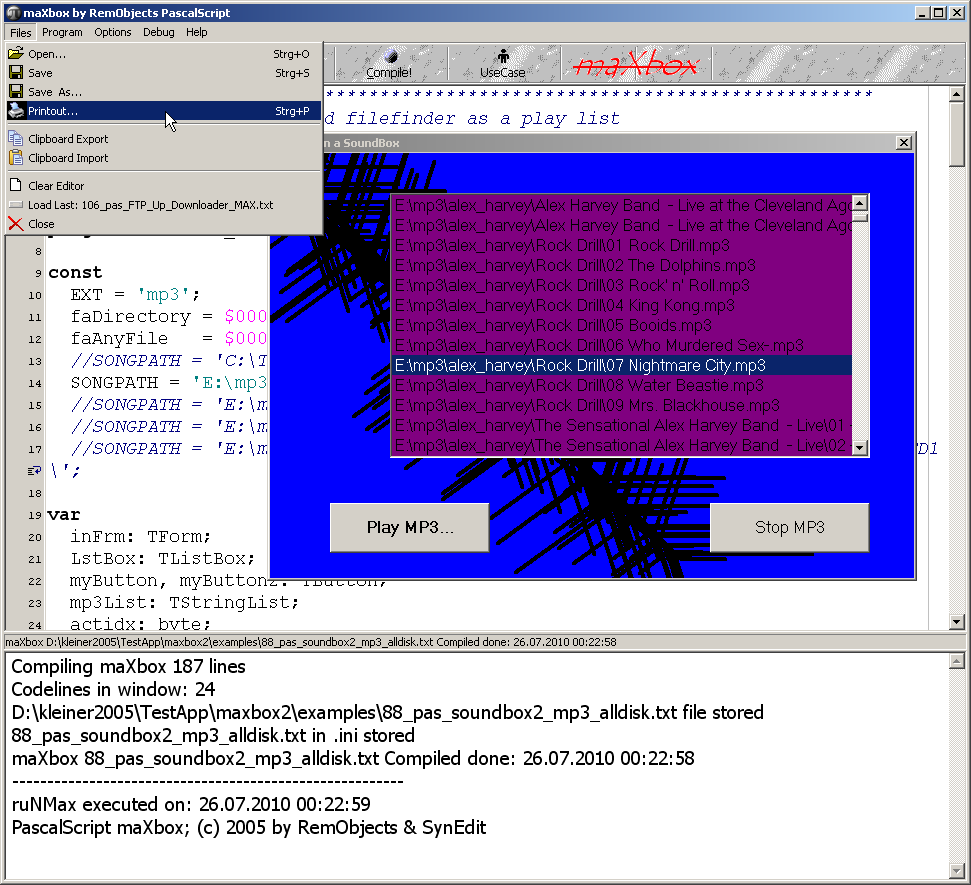 maXbox by RemObjects PascalScript
Files Program Options Debug Help
Open... Strg+O
Save Strg+S
Save As...
Printout... Strg+P
Clipboard Export
Clipboard Import
Clear Editor
Load Last: 106_pas_FTP_Up_Downloader_MAX.txt
Close
Compile!
UseCase
maXbox
****************************************************
d filefinder as a play list
n a SoundBox
E:\mp3\alex_harvey\Alex Harvey Band - Live at the Cleveland Ago
E:\mp3\alex_harvey\Alex Harvey Band - Live at the Cleveland Ago
E:\mp3\alex_harvey\Rock Drill\01 Rock Drill.mp3
E:\mp3\alex_harvey\Rock Drill\02 The Dolphins.mp3
E:\mp3\alex_harvey\Rock Drill\03 Rock' n' Roll.mp3
E:\mp3\alex_harvey\Rock Drill\04 King Kong.mp3
E:\mp3\alex_harvey\Rock Drill\05 Booids.mp3
E:\mp3\alex_harvey\Rock Drill\06 Who Murdered Sex-.mp3
E:\mp3\alex_harvey\Rock Drill\07 Nightmare City.mp3
E:\mp3\alex_harvey\Rock Drill\08 Water Beastie.mp3
E:\mp3\alex_harvey\Rock Drill\09 Mrs. Blackhouse.mp3
E:\mp3\alex_harvey\The Sensational Alex Harvey Band - Live\01
E:\mp3\alex_harvey\The Sensational Alex Harvey Band - Live\02
Play MP3...
Stop MP3
8
9 const
10 EXT = 'mp3';
11 faDirectory = $000
12 faAnyFile = $000
13 //SONGPATH = 'C:\T
14 SONGPATH = 'E:\mp3
15 //SONGPATH = 'E:\m
16 //SONGPATH = 'E:\m
17 //SONGPATH = 'E:\m D1
\';
18
19 var
20 inFrm: TForm;
21 LstBox: TListBox;
22 myButton, myButton2: TButton;
23 mp3List: TStringList;
24 actidx: byte;
maXbox D:\kleiner2005\TestApp\maxbox2\examples\88_pas_soundbox2_mp3_alldisk.txt Compiled done: 26.07.2010 00:22:58
Compiling maXbox 187 lines
Codelines in window: 24
D:\kleiner2005\TestApp\maxbox2\examples\88_pas_soundbox2_mp3_alldisk.txt file stored
88_pas_soundbox2_mp3_alldisk.txt in .ini stored
maXbox 88_pas_soundbox2_mp3_alldisk.txt Compiled done: 26.07.2010 00:22:58
--------------------------------------------------------
ruNMax executed on: 26.07.2010 00:22:59
PascalScript maXbox; (c) 2005 by RemObjects & SynEdit